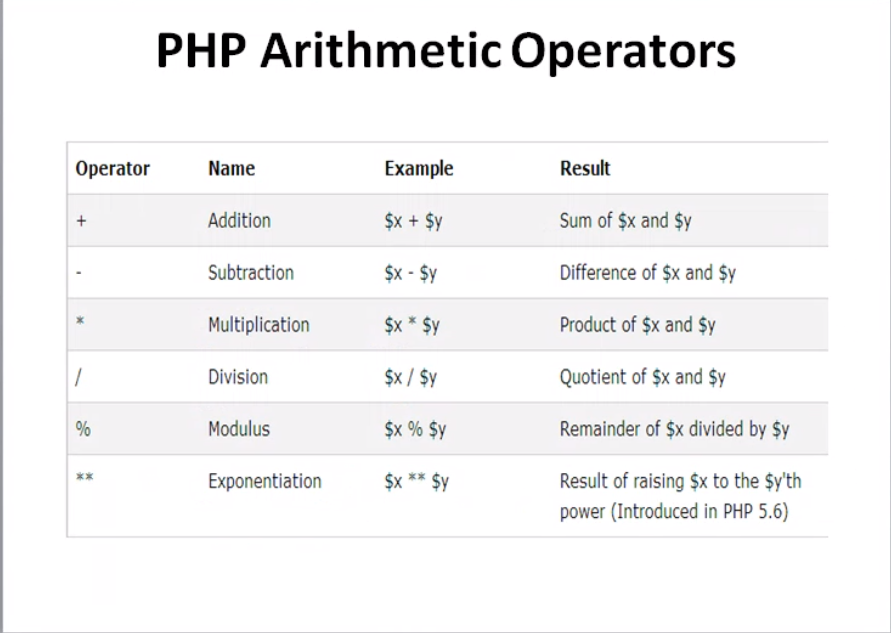 PHP Arithmetic Operators
Operator Name Example Result
+ Addition $x + $y Sum of $x and $y
- Subtraction $x - $y Difference of $x and $y
* Multiplication $x * $y Product of $x and $y
/ Division $x / $y Quotient of $x and $y
% Modulus $x % $y Remainder of $x divided by $y
** Exponentiation $x ** $y Result of raising $x to the $y'th
power (Introduced in PHP 5.6)